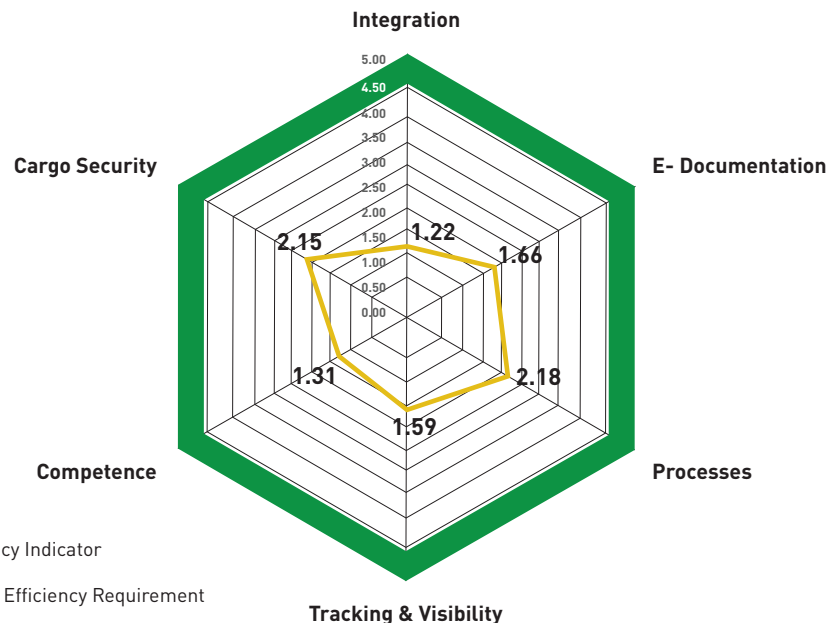 Integration
5.00
4.50
4.00
3.50
3.00
2.50
2.00
1.50
1.00
0.50
0.00
Cargo Security
E- Documentation
2.15
1.22
1.66
1.31
2.18
1.59
Competence
Processes
cy Indicator
Efficiency Requirement
Tracking & Visibility